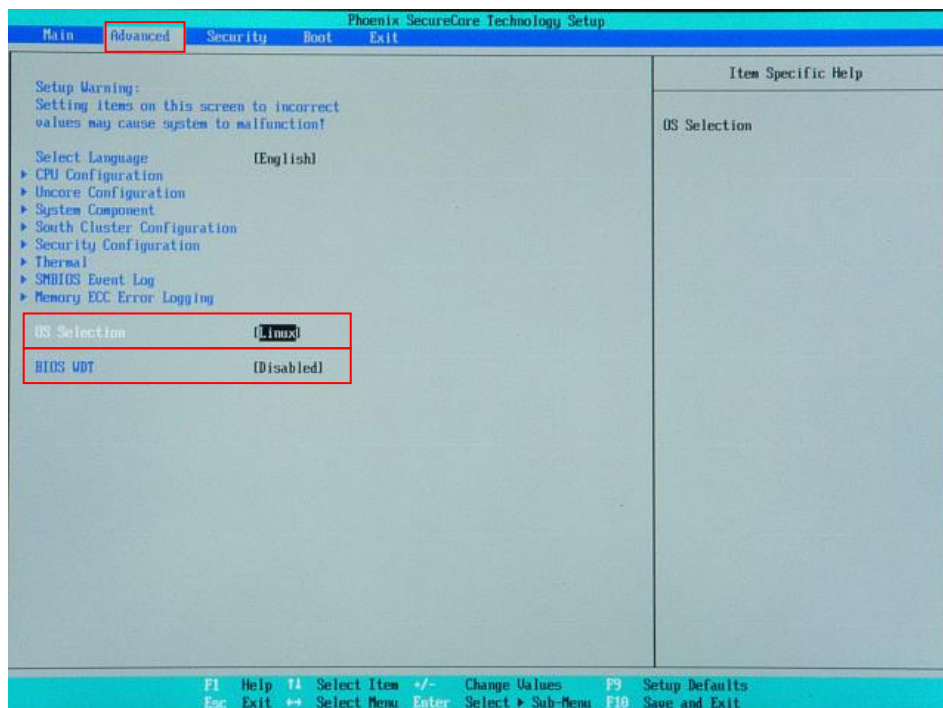 Phoenix SecureCore Technology Setup
Main Advanced Security Boot Exit
Item Specific Help
Setup Warning:
Setting items on this screen to incorrect
values may cause system to malfunction!
OS Selection
Select Language [English]
▶ CPU Configuration
▶ Uncore Configuration
▶ System Component
▶ South Cluster Configuration
▶ Security Configuration
▶ Thermal
▶ SMBIOS Event Log
▶ Memory ECC Error Logging
OS Selection [Linux]
BIOS WDT [Disabled]
F1 Help ↑↓ Select Item +/- Change Values F9 Setup Defaults
Esc Exit ↔ Select Menu Enter Select ▶ Sub-Menu F10 Save and Exit